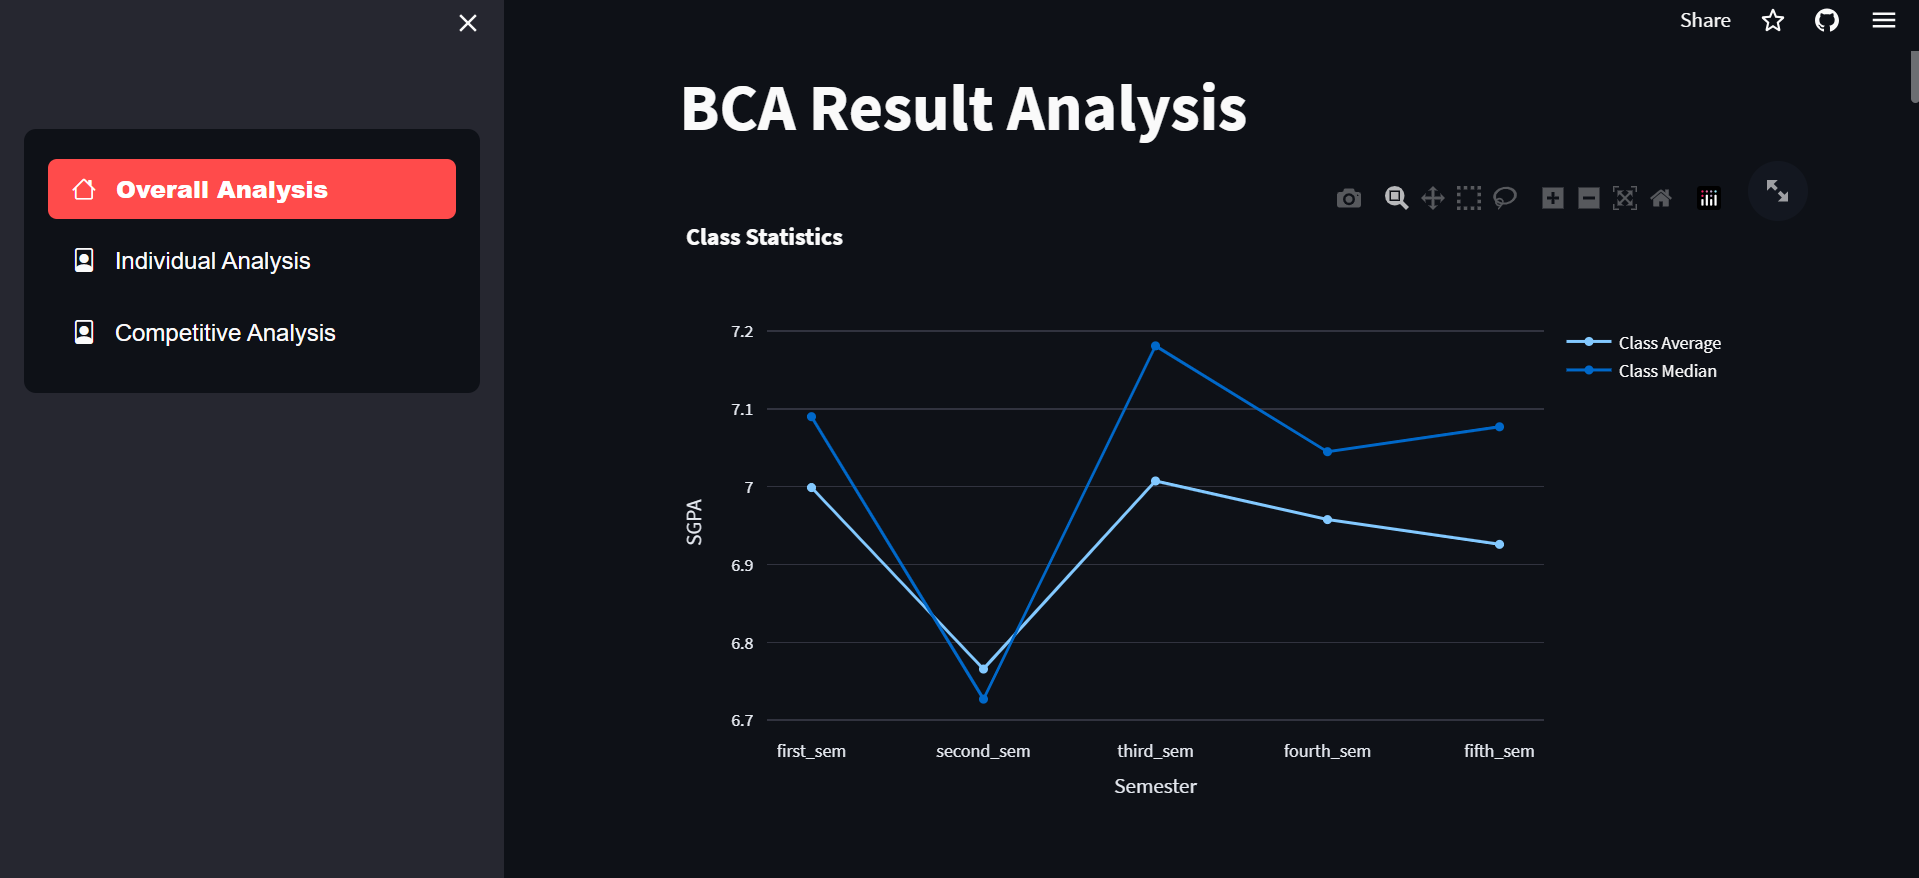 Share
Overall Analysis
Individual Analysis
Competitive Analysis
BCA Result Analysis
Class Statistics
Class Average
Class Median
SGPA
7.2
7.1
7
6.9
6.8
6.7
first_sem second_sem third_sem fourth_sem fifth_sem
Semester